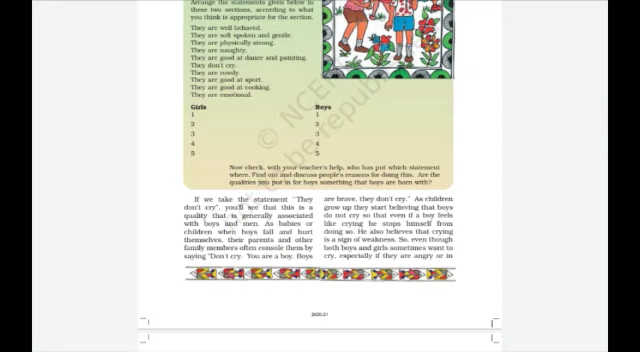 Arrange the statements given below in
these two sections, according to what
you think is appropriate for the section.
They are well behaved.
They are soft spoken and gentle.
They are physically strong.
They are naughty.
They are good at dance and painting.
They don't cry.
They are rowdy.
They are good at sport.
They are good at cooking.
They are emotional.
Girls
1
2
3
4
5
Boys
1
2
3
4
5
© NCE
be republi
Now check, with your teacher's help, who has put which statement
where. Find out and discuss people's reasons for doing this. Are the
qualities you put in for boys something that boys are born with?
If we take the statement "They
don't cry", you'll see that this is a
quality that is generally associated
with boys and men. As babies or
children when boys fall and hurt
themselves, their parents and other
family members often console them by
saying "Don't cry. You are a boy. Boys
are brave, they don't cry." As children
grow up they start believing that boys
do not cry so that even if a boy feels
like crying he stops himself from
doing so. He also believes that crying
is a sign of weakness. So, even though
both boys and girls sometimes want to
cry, especially if they are angry or in
2020-21